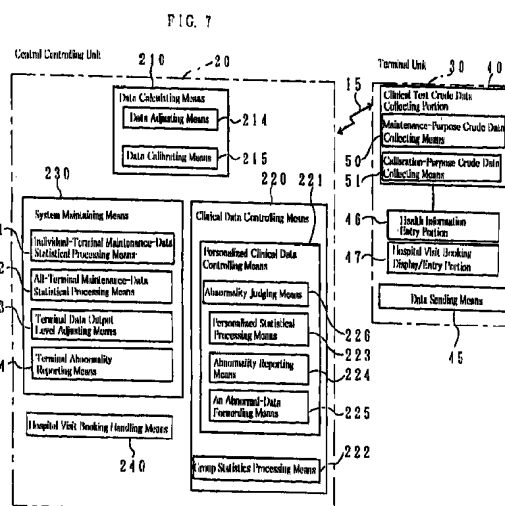 FIG. 7
Central Controlling Unit
20
210
Data Calculating Means
Data Adjusting Means
214
Data Calibrating Means
215
15
Terminal Unit
30
40
Clinical Test Crude Data
Collecting Portion
Maintenance-Purpose Crude Data
Collecting Means
50
Calibration-Purpose Crude Data
Collecting Means
51
Health Information
Entry Portion
46
Hospital Visit Booking
Display/Entry Portion
47
Data Sending Means
45
230
System Maintaining Means
1
Individual-Terminal Maintenance-Data
Statistical Processing Means
2
All-Terminal Maintenance-Data
Statistical Processing Means
3
Terminal Data Output
Level Adjusting Means
4
Terminal Abnormality
Reporting Means
Hospital Visit Booking Handling Means
240
220
221
Clinical Data Controlling Means
Personalized Clinical Data
Controlling Means
Abnormality Judging Means
226
Personalized Statistical
Processing Means
223
Abnormality Reporting
Means
224
An Abnormal-Data
Forwarding Means
225
Group Statistics Processing Means
222